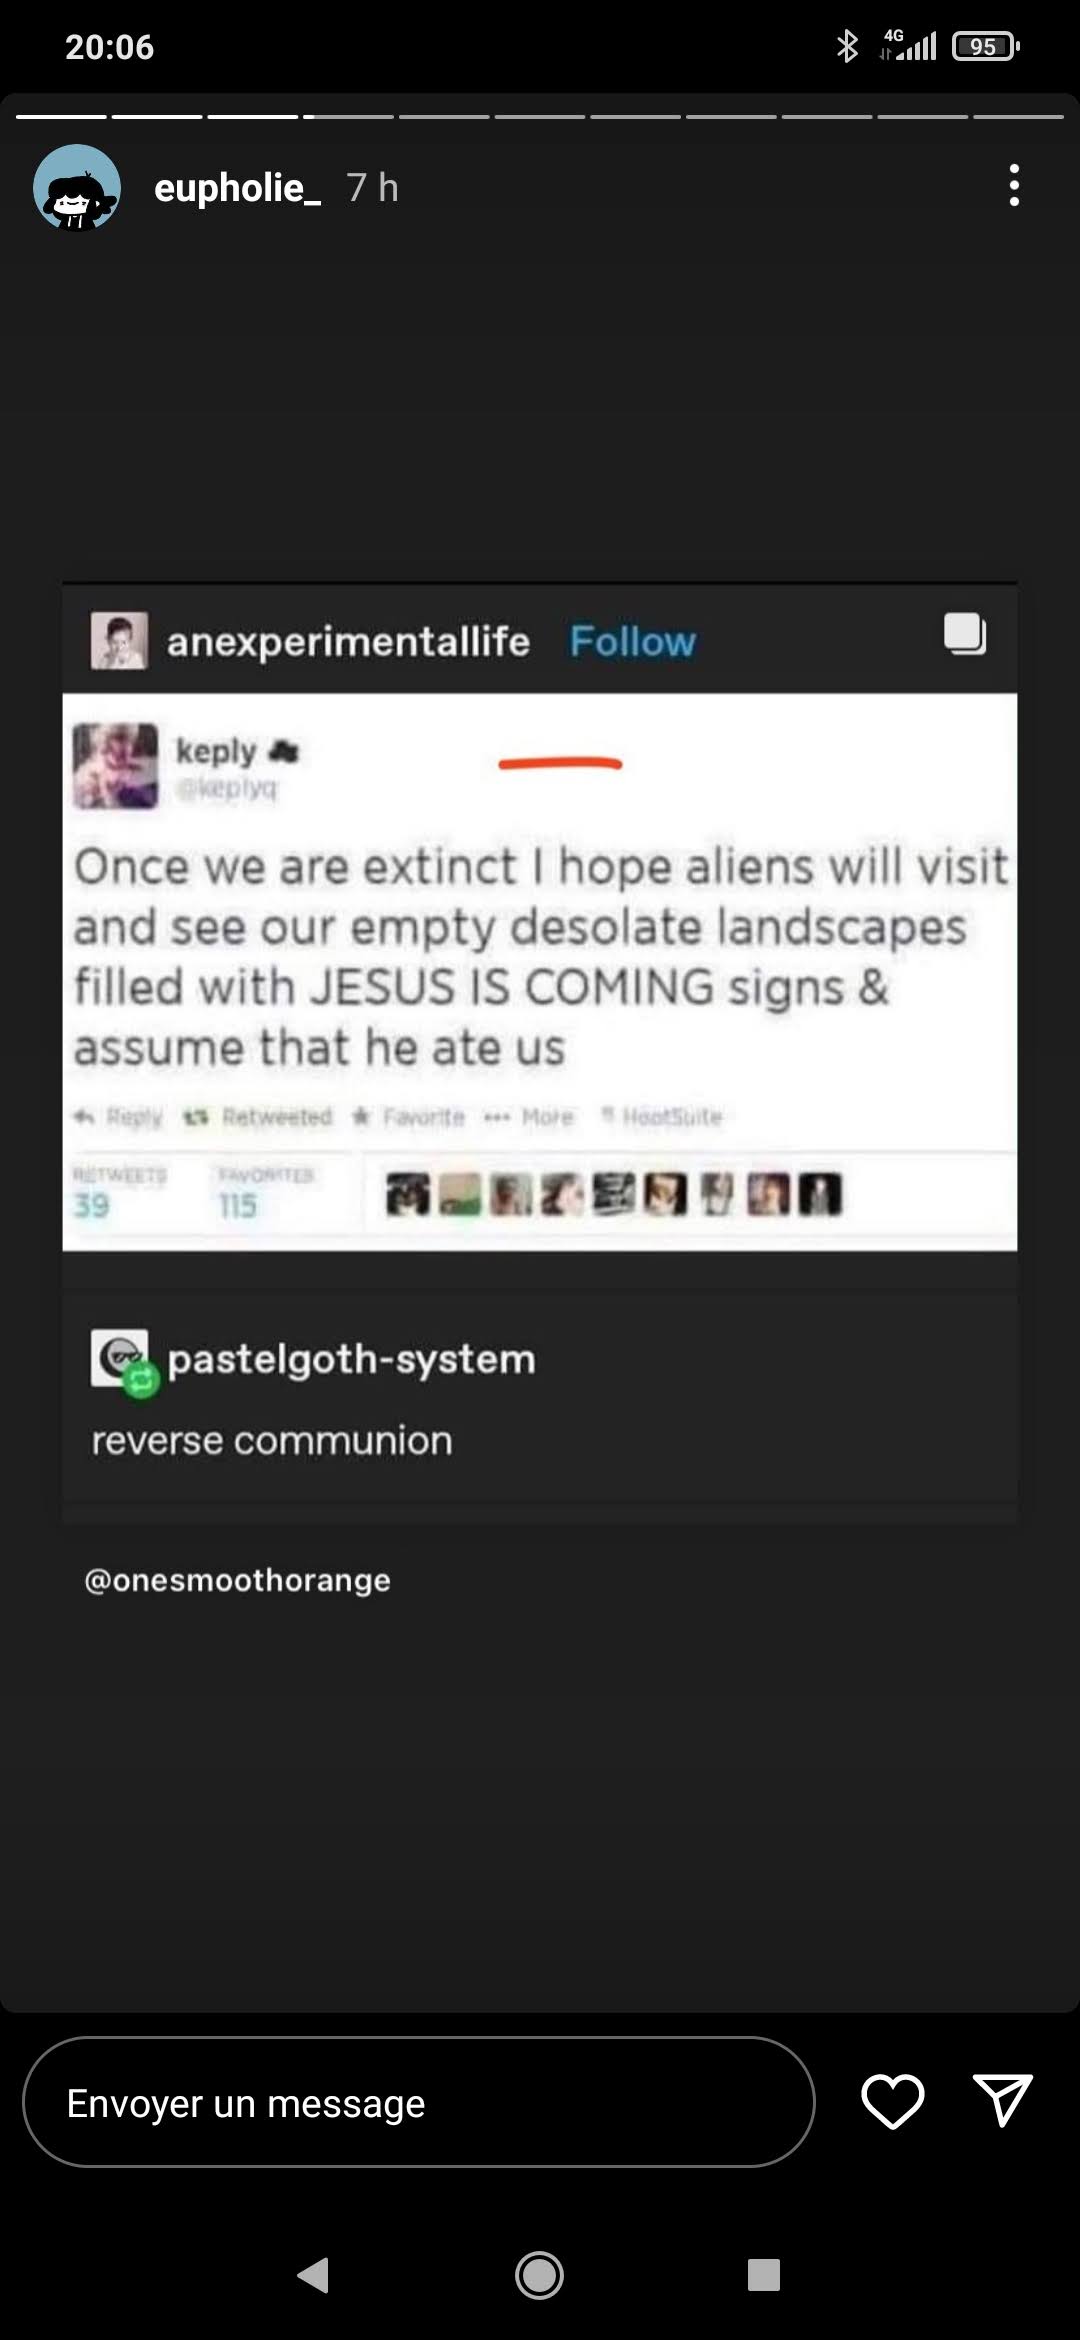 20:06
4G
95
eupholie_ 7 h
anexperimentallife Follow
keply
@keplyq
Once we are extinct I hope aliens will visit
and see our empty desolate landscapes
filled with JESUS IS COMING signs &
assume that he ate us
Reply Retweeted Favorite More HootSuite
RETWEETS FAVORITES
39 115
pastelgoth-system
reverse communion
@onesmoothorange
Envoyer un message